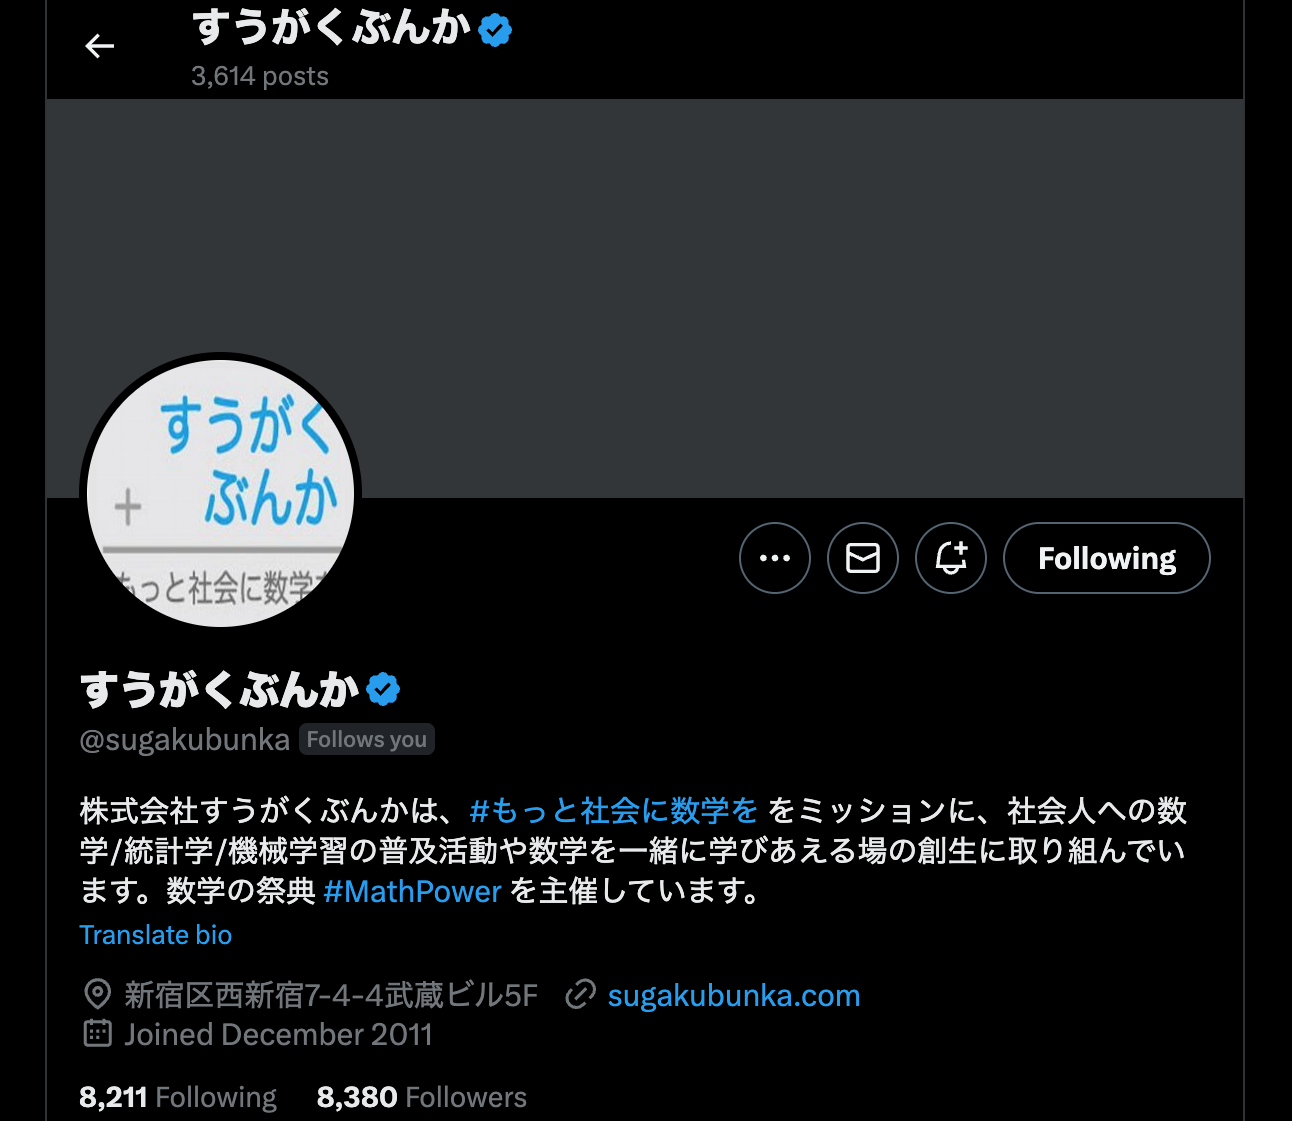 すうがくぶんか
3,614 posts
すうがく
+ ぶんか
もっと社会に数学を
Following
すうがくぶんか
@sugakubunka Follows you
株式会社すうがくぶんかは、#もっと社会に数学を をミッションに、社会人への数
学/統計学/機械学習の普及活動や数学を一緒に学びあえる場の創生に取り組んでい
ます。数学の祭典 #MathPower を主催しています。
Translate bio
新宿区西新宿7-4-4武蔵ビル5F sugakubunka.com
Joined December 2011
8,211 Following 8,380 Followers